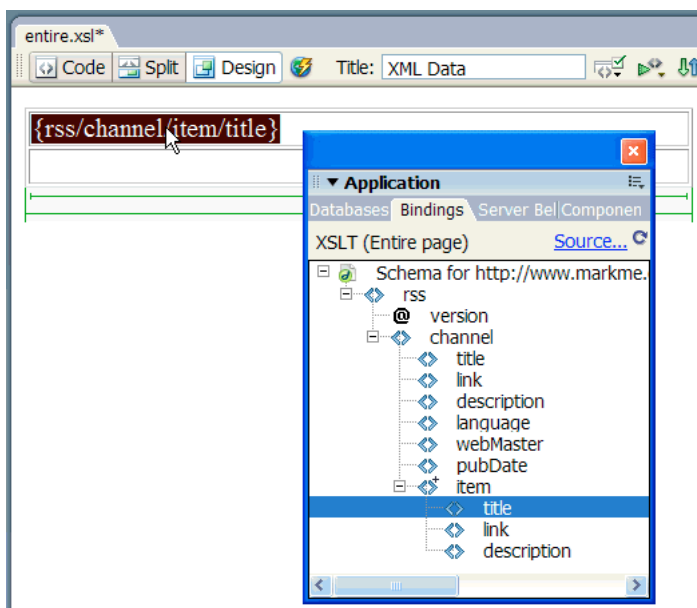 entire.xsl*
Code Split Design Title: XML Data
{rss/channel/item/title}
Application
Databases Bindings Server Bel Componen
XSLT (Entire page) Source...
Schema for http://www.markme.
rss
@ version
channel
title
link
description
language
webMaster
pubDate
item
title
link
description